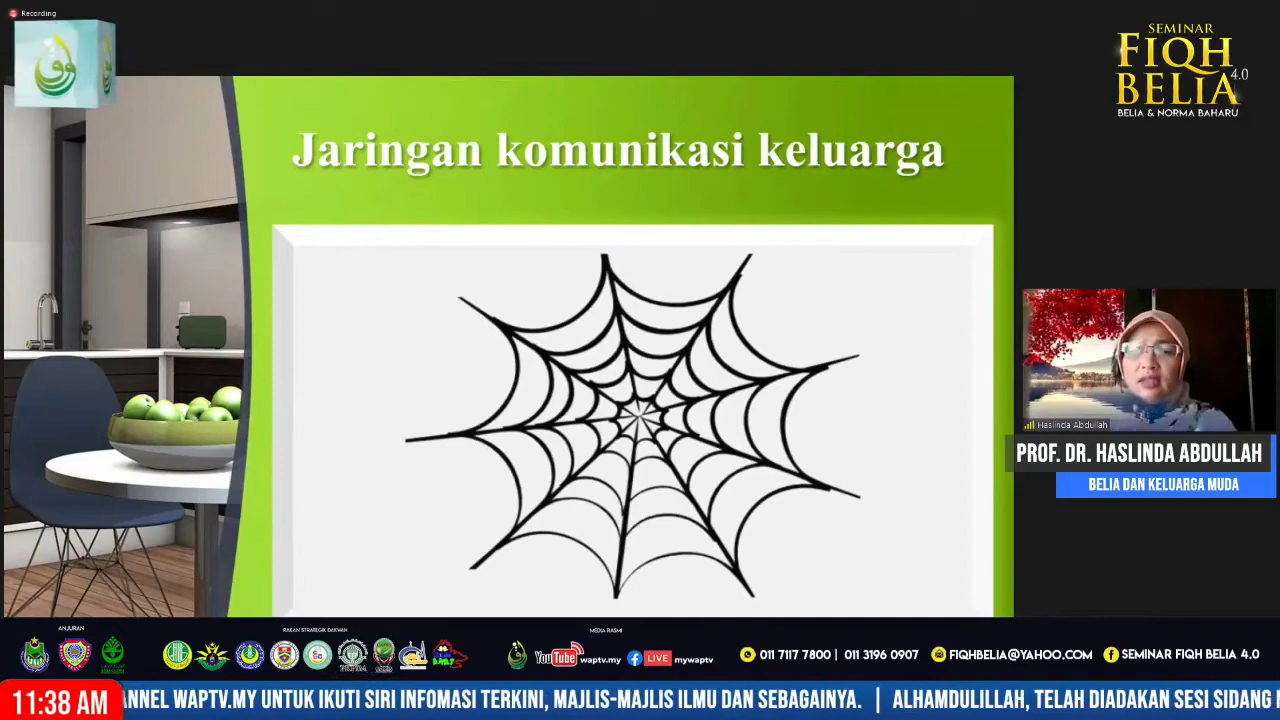 Recording
SEMINAR
FIQH
BELIA 4.0
BELIA & NORMA BAHARU
Jaringan komunikasi keluarga
Haslinda Abdullah
PROF. DR. HASLINDA ABDULLAH
BELIA DAN KELUARGA MUDA
ANJURAN
RAKAN STRATEGIK DAKWAH
MEDIA RASMI
YouTube waptv.my LIVE mywaptv
011 7117 7800 | 011 3196 0907
FIQHBELIA@YAHOO.COM
SEMINAR FIQH BELIA 4.0
11:38 AM
ANNEL WAPTV.MY UNTUK IKUTI SIRI INFOMASI TERKINI, MAJLIS-MAJLIS ILMU DAN SEBAGAINYA. | ALHAMDULILLAH, TELAH DIADAKAN SESI SIDANG